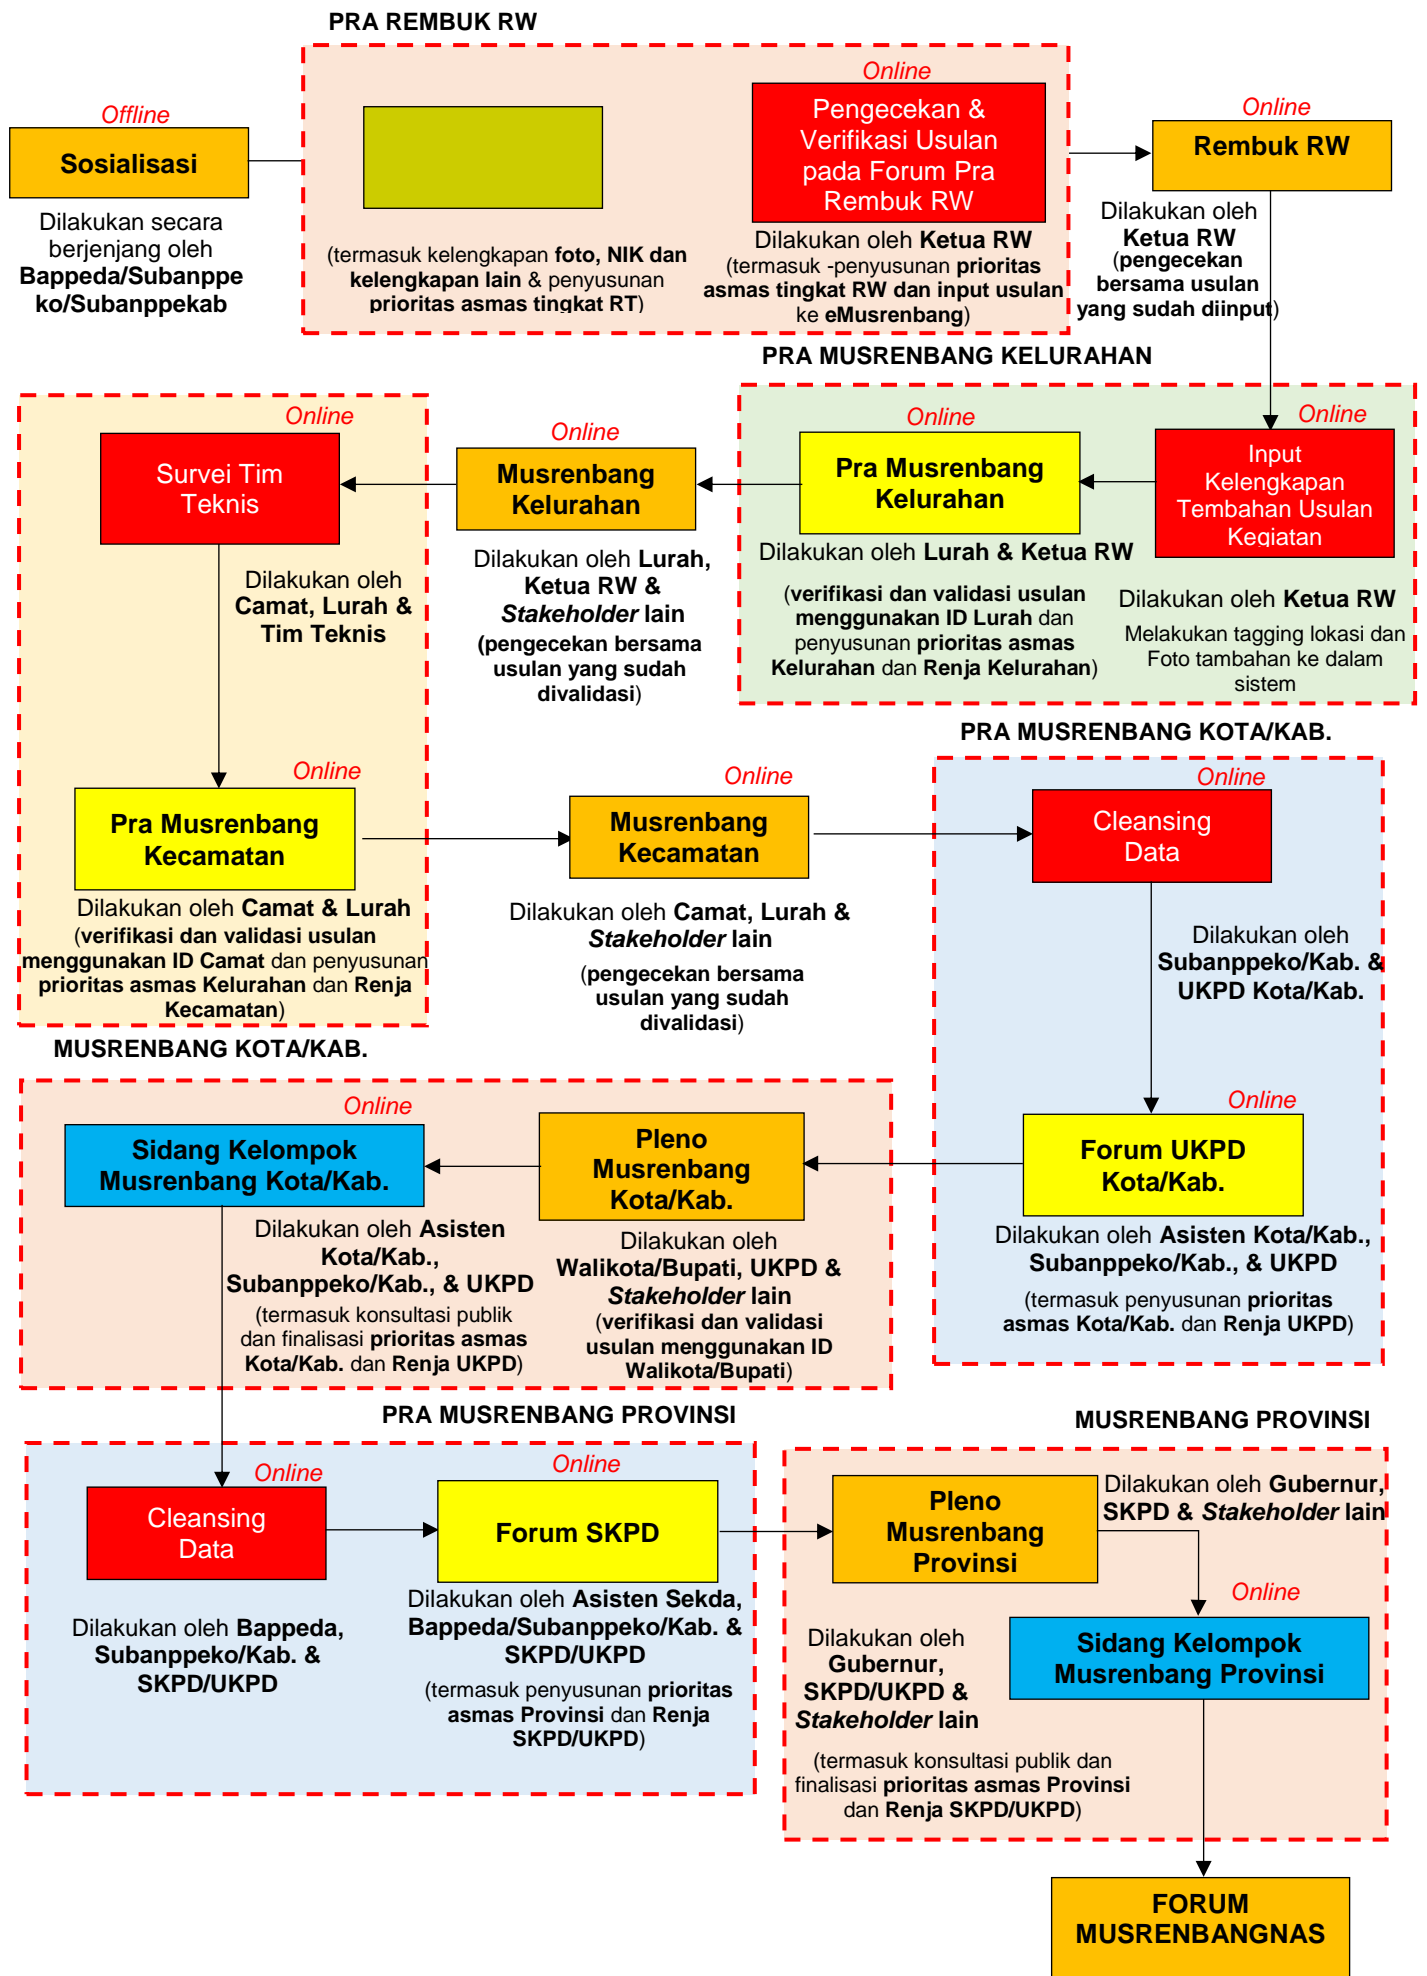 PRA REMBUK RW
Offline
Sosialisasi
Dilakukan secara
berjenjang oleh
Bappeda/Subanppe
ko/Subanppekab
(termasuk kelengkapan foto, NIK dan
kelengkapan lain & penyusunan
prioritas asmas tingkat RT)
Online
Pengecekan &
Verifikasi Usulan
pada Forum Pra
Rembuk RW
Dilakukan oleh Ketua RW
(termasuk -penyusunan prioritas
asmas tingkat RW dan input usulan
ke eMusrenbang)
Online
Rembuk RW
Dilakukan oleh
Ketua RW
(pengecekan
bersama usulan
yang sudah diinput)
PRA MUSRENBANG KELURAHAN
Online
Input
Kelengkapan
Tembahan Usulan
Kegiatan
Dilakukan oleh Ketua RW
Melakukan tagging lokasi dan
Foto tambahan ke dalam
sistem
Online
Pra Musrenbang
Kelurahan
Dilakukan oleh Lurah & Ketua RW
(verifikasi dan validasi usulan
menggunakan ID Lurah dan
penyusunan prioritas asmas
Kelurahan dan Renja Kelurahan)
Online
Musrenbang
Kelurahan
Dilakukan oleh Lurah,
Ketua RW &
Stakeholder lain
(pengecekan bersama
usulan yang sudah
divalidasi)
Online
Survei Tim
Teknis
Dilakukan oleh
Camat, Lurah &
Tim Teknis
Online
Pra Musrenbang
Kecamatan
Dilakukan oleh Camat & Lurah
(verifikasi dan validasi usulan
menggunakan ID Camat dan penyusunan
prioritas asmas Kelurahan dan Renja
Kecamatan)
Online
Musrenbang
Kecamatan
Dilakukan oleh Camat, Lurah &
Stakeholder lain
(pengecekan bersama
usulan yang sudah
divalidasi)
PRA MUSRENBANG KOTA/KAB.
Online
Cleansing
Data
Dilakukan oleh
Subanppeko/Kab. &
UKPD Kota/Kab.
Online
Forum UKPD
Kota/Kab.
Dilakukan oleh Asisten Kota/Kab.,
Subanppeko/Kab., & UKPD
(termasuk penyusunan prioritas
asmas Kota/Kab. dan Renja UKPD)
MUSRENBANG KOTA/KAB.
Pleno
Musrenbang
Kota/Kab.
Dilakukan oleh
Walikota/Bupati, UKPD &
Stakeholder lain
(verifikasi dan validasi
usulan menggunakan ID
Walikota/Bupati)
Online
Sidang Kelompok
Musrenbang Kota/Kab.
Dilakukan oleh Asisten
Kota/Kab.,
Subanppeko/Kab., & UKPD
(termasuk konsultasi publik
dan finalisasi prioritas asmas
Kota/Kab. dan Renja UKPD)
PRA MUSRENBANG PROVINSI
Online
Cleansing
Data
Dilakukan oleh Bappeda,
Subanppeko/Kab. &
SKPD/UKPD
Online
Forum SKPD
Dilakukan oleh Asisten Sekda,
Bappeda/Subanppeko/Kab. &
SKPD/UKPD
(termasuk penyusunan prioritas
asmas Provinsi dan Renja
SKPD/UKPD)
MUSRENBANG PROVINSI
Pleno
Musrenbang
Provinsi
Dilakukan oleh Gubernur,
SKPD & Stakeholder lain
Online
Sidang Kelompok
Musrenbang Provinsi
Dilakukan oleh
Gubernur,
SKPD/UKPD &
Stakeholder lain
(termasuk konsultasi publik dan
finalisasi prioritas asmas Provinsi
dan Renja SKPD/UKPD)
FORUM
MUSRENBANGNAS